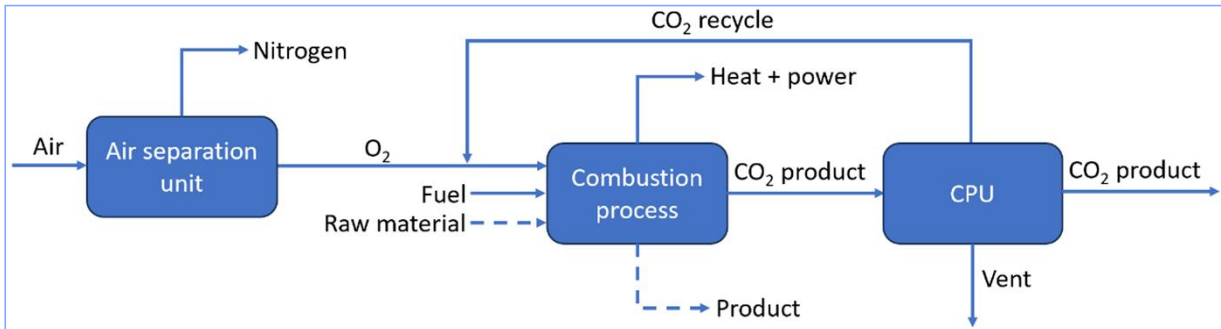 CO₂ recycle
Nitrogen
Heat + power
Air
Air separation
unit
O₂
Fuel
Raw material
Combustion
process
CO₂ product
CPU
CO₂ product
Vent
Product